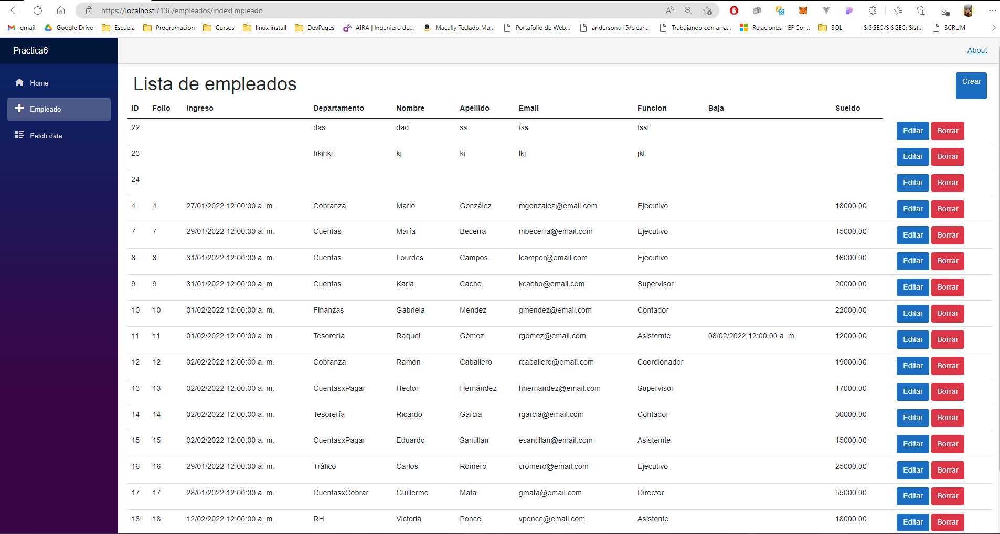 https://localhost:7136/empleados/indexEmpleado
gmail Google Drive Escuela Programacion Cursos linux install DevPages AIRA | Ingeniero de... Macally Teclado Ma... Portafolio de Web... andersontr15/clean... Trabajando con arra... Relaciones - EF Cor... SQL SISGEC/SISGEC: Sist... SCRUM
Practica6
About
Home
Empleado
Fetch data
Lista de empleados
Crear
ID Folio Ingreso Departamento Nombre Apellido Email Funcion Baja Sueldo
22 das dad ss fss fssf Editar Borrar
23 hkjhkj kj kj lkj jkl Editar Borrar
24 Editar Borrar
4 4 27/01/2022 12:00:00 a. m. Cobranza Mario González mgonzalez@email.com Ejecutivo 18000.00 Editar Borrar
7 7 29/01/2022 12:00:00 a. m. Cuentas María Becerra mbecerra@email.com Ejecutivo 15000.00 Editar Borrar
8 8 31/01/2022 12:00:00 a. m. Cuentas Lourdes Campos lcampor@email.com Ejecutivo 16000.00 Editar Borrar
9 9 31/01/2022 12:00:00 a. m. Cuentas Karla Cacho kcacho@email.com Supervisor 20000.00 Editar Borrar
10 10 01/02/2022 12:00:00 a. m. Finanzas Gabriela Mendez gmendez@email.com Contador 22000.00 Editar Borrar
11 11 01/02/2022 12:00:00 a. m. Tesorería Raquel Gómez rgomez@email.com Asistemte 08/02/2022 12:00:00 a. m. 12000.00 Editar Borrar
12 12 02/02/2022 12:00:00 a. m. Cobranza Ramón Caballero rcaballero@email.com Coordionador 19000.00 Editar Borrar
13 13 02/02/2022 12:00:00 a. m. CuentasxPagar Hector Hernández hhernandez@email.com Supervisor 17000.00 Editar Borrar
14 14 02/02/2022 12:00:00 a. m. Tesorería Ricardo Garcia rgarcia@email.com Contador 30000.00 Editar Borrar
15 15 02/02/2022 12:00:00 a. m. CuentasxPagar Eduardo Santillan esantillan@email.com Asistemte 15000.00 Editar Borrar
16 16 29/01/2022 12:00:00 a. m. Tráfico Carlos Romero cromero@email.com Ejecutivo 25000.00 Editar Borrar
17 17 28/01/2022 12:00:00 a. m. CuentasxCobrar Guillermo Mata gmata@email.com Director 55000.00 Editar Borrar
18 18 12/02/2022 12:00:00 a. m. RH Victoria Ponce vponce@email.com Asistente 18000.00 Editar Borrar